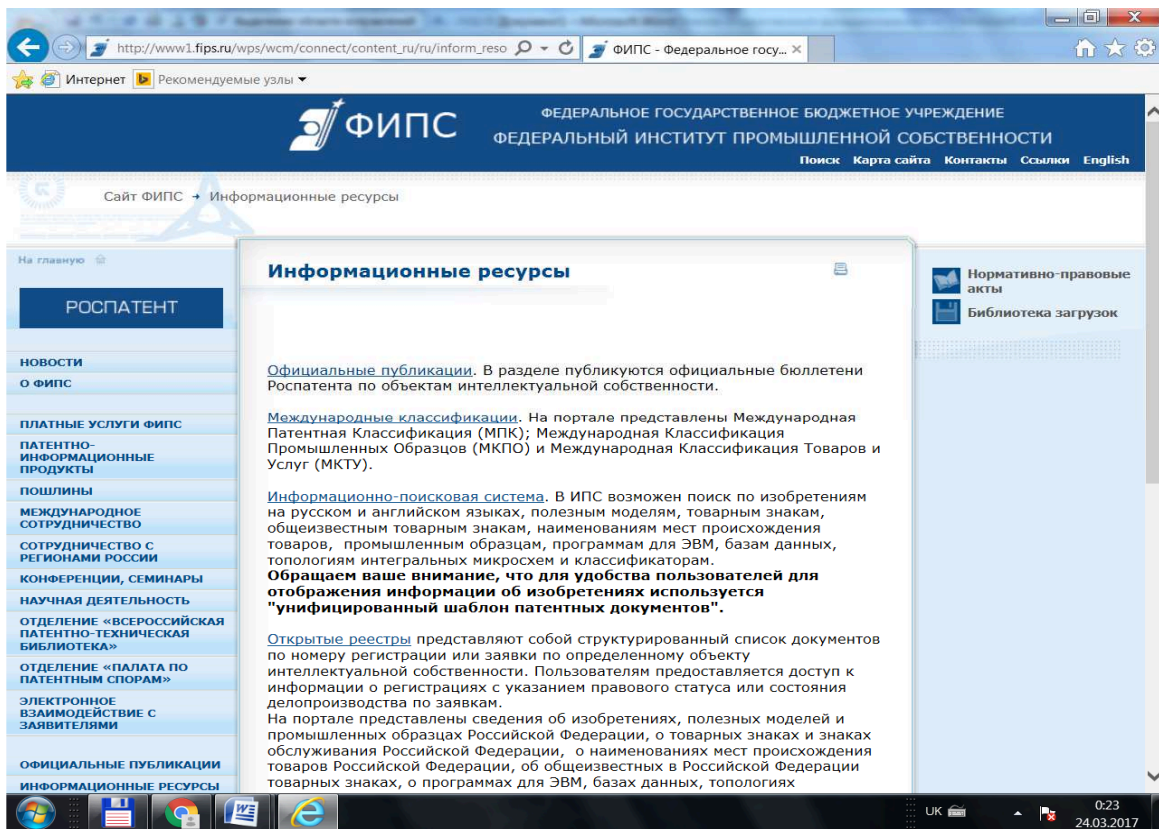 http://www1.fips.ru/wps/wcm/connect/content_ru/ru/inform_reso
ФИПС - Федеральное госу...
Интернет
Рекомендуемые узлы
ФИПС
ФЕДЕРАЛЬНОЕ ГОСУДАРСТВЕННОЕ БЮДЖЕТНОЕ УЧРЕЖДЕНИЕ
ФЕДЕРАЛЬНЫЙ ИНСТИТУТ ПРОМЫШЛЕННОЙ СОБСТВЕННОСТИ
Поиск Карта сайта Контакты Ссылки English
Сайт ФИПС → Информационные ресурсы
На главную
РОСПАТЕНТ
НОВОСТИ
О ФИПС
ПЛАТНЫЕ УСЛУГИ ФИПС
ПАТЕНТНО-
ИНФОРМАЦИОННЫЕ
ПРОДУКТЫ
ПОШЛИНЫ
МЕЖДУНАРОДНОЕ
СОТРУДНИЧЕСТВО
СОТРУДНИЧЕСТВО С
РЕГИОНАМИ РОССИИ
КОНФЕРЕНЦИИ, СЕМИНАРЫ
НАУЧНАЯ ДЕЯТЕЛЬНОСТЬ
ОТДЕЛЕНИЕ «ВСЕРОССИЙСКАЯ
ПАТЕНТНО-ТЕХНИЧЕСКАЯ
БИБЛИОТЕКА»
ОТДЕЛЕНИЕ «ПАЛАТА ПО
ПАТЕНТНЫМ СПОРАМ»
ЭЛЕКТРОННОЕ
ВЗАИМОДЕЙСТВИЕ С
ЗАЯВИТЕЛЯМИ
ОФИЦИАЛЬНЫЕ ПУБЛИКАЦИИ
ИНФОРМАЦИОННЫЕ РЕСУРСЫ
Информационные ресурсы
Официальные публикации. В разделе публикуются официальные бюллетени
Роспатента по объектам интеллектуальной собственности.
Международные классификации. На портале представлены Международная
Патентная Классификация (МПК); Международная Классификация
Промышленных Образцов (МКПО) и Международная Классификация Товаров и
Услуг (МКТУ).
Информационно-поисковая система. В ИПС возможен поиск по изобретениям
на русском и английском языках, полезным моделям, товарным знакам,
общеизвестным товарным знакам, наименованиям мест происхождения
товаров, промышленным образцам, программам для ЭВМ, базам данных,
топологиям интегральных микросхем и классификаторам.
Обращаем ваше внимание, что для удобства пользователей для
отображения информации об изобретениях используется
"унифицированный шаблон патентных документов".
Открытые реестры представляют собой структурированный список документов
по номеру регистрации или заявки по определенному объекту
интеллектуальной собственности. Пользователям предоставляется доступ к
информации о регистрациях с указанием правового статуса или состояния
делопроизводства по заявкам.
На портале представлены сведения об изобретениях, полезных моделей и
промышленных образцах Российской Федерации, о товарных знаках и знаках
обслуживания Российской Федерации, о наименованиях мест происхождения
товаров Российской Федерации, об общеизвестных в Российской Федерации
товарных знаках, о программах для ЭВМ, базах данных, топологиях
Нормативно-правовые
акты
Библиотека загрузок
UK
0:23
24.03.2017